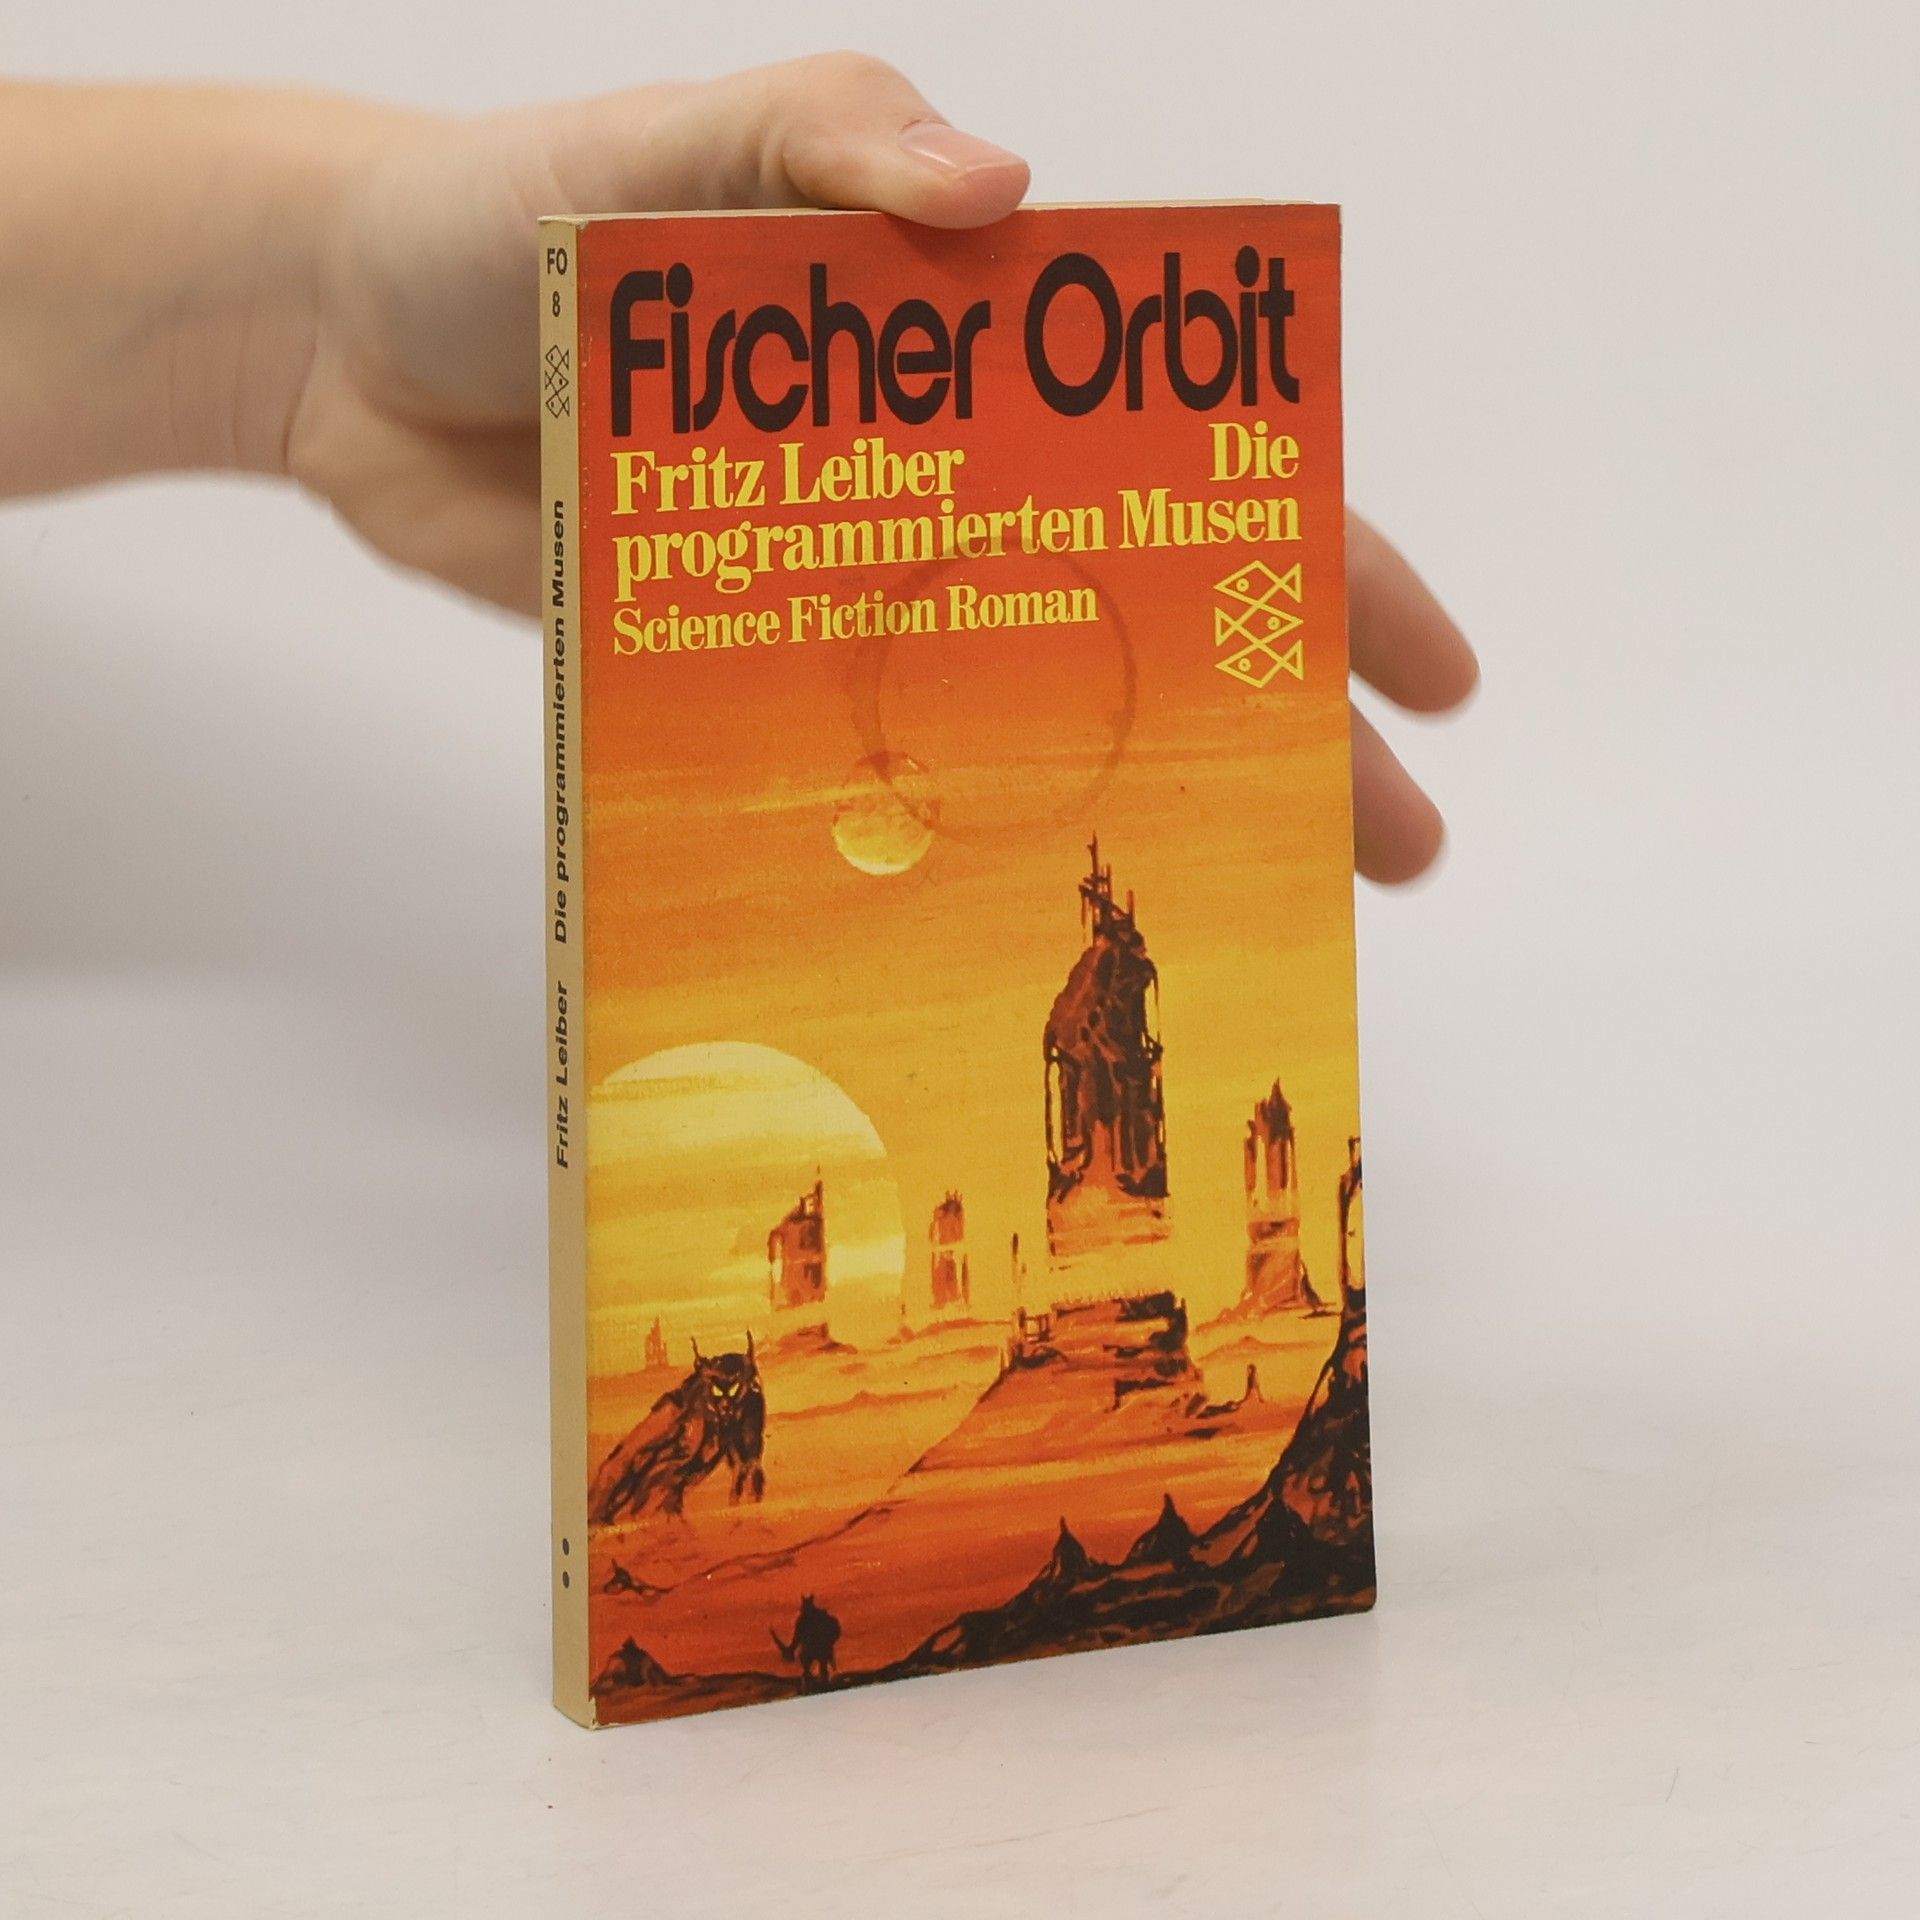 FO
8
Fritz Leiber Die programmierten Musen
Fischer Orbit
Fritz Leiber Die
programmierten Musen
Science Fiction Roman